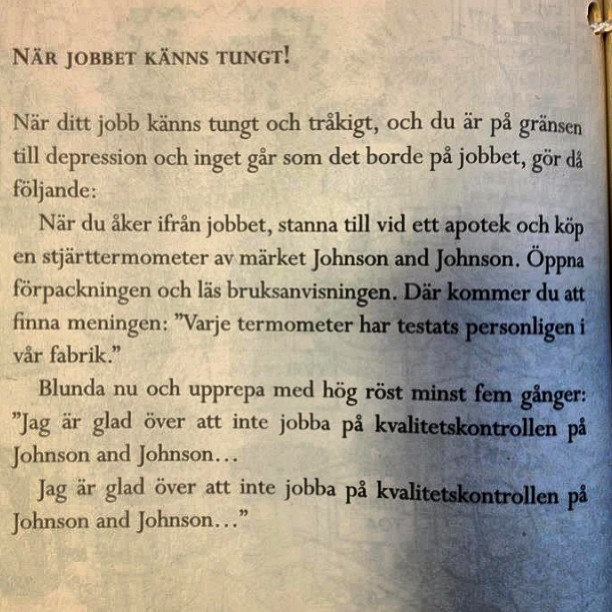 NÄR JOBBET KÄNNS TUNGT!
När ditt jobb känns tungt och tråkigt, och du är på gränsen
till depression och inget går som det borde på jobbet, gör då
följande:
När du åker ifrån jobbet, stanna till vid ett apotek och köp
en stjärttermometer av märket Johnson and Johnson. Öppna
förpackningen och läs bruksanvisningen. Där kommer du att
finna meningen: ”Varje termometer har testats personligen i
vår fabrik.”
Blunda nu och upprepa med hög röst minst fem gånger:
”Jag är glad över att inte jobba på kvalitetskontrollen på
Johnson and Johnson…
Jag är glad över att inte jobba på kvalitetskontrollen på
Johnson and Johnson…”